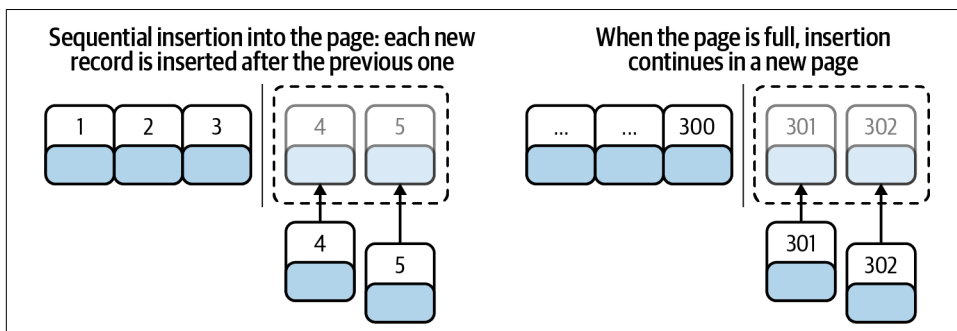 Sequential insertion into the page: each new
record is inserted after the previous one
1 2 3 4 5
4
5
When the page is full, insertion
continues in a new page
... ... 300 301 302
301
302